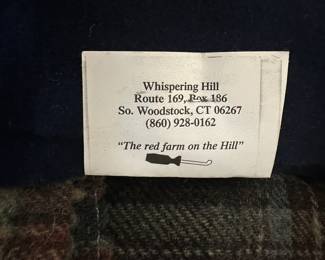 Whispering Hill
Route 169, Box 186
So. Woodstock, CT 06267
(860) 928-0162
"The red farm on the Hill"